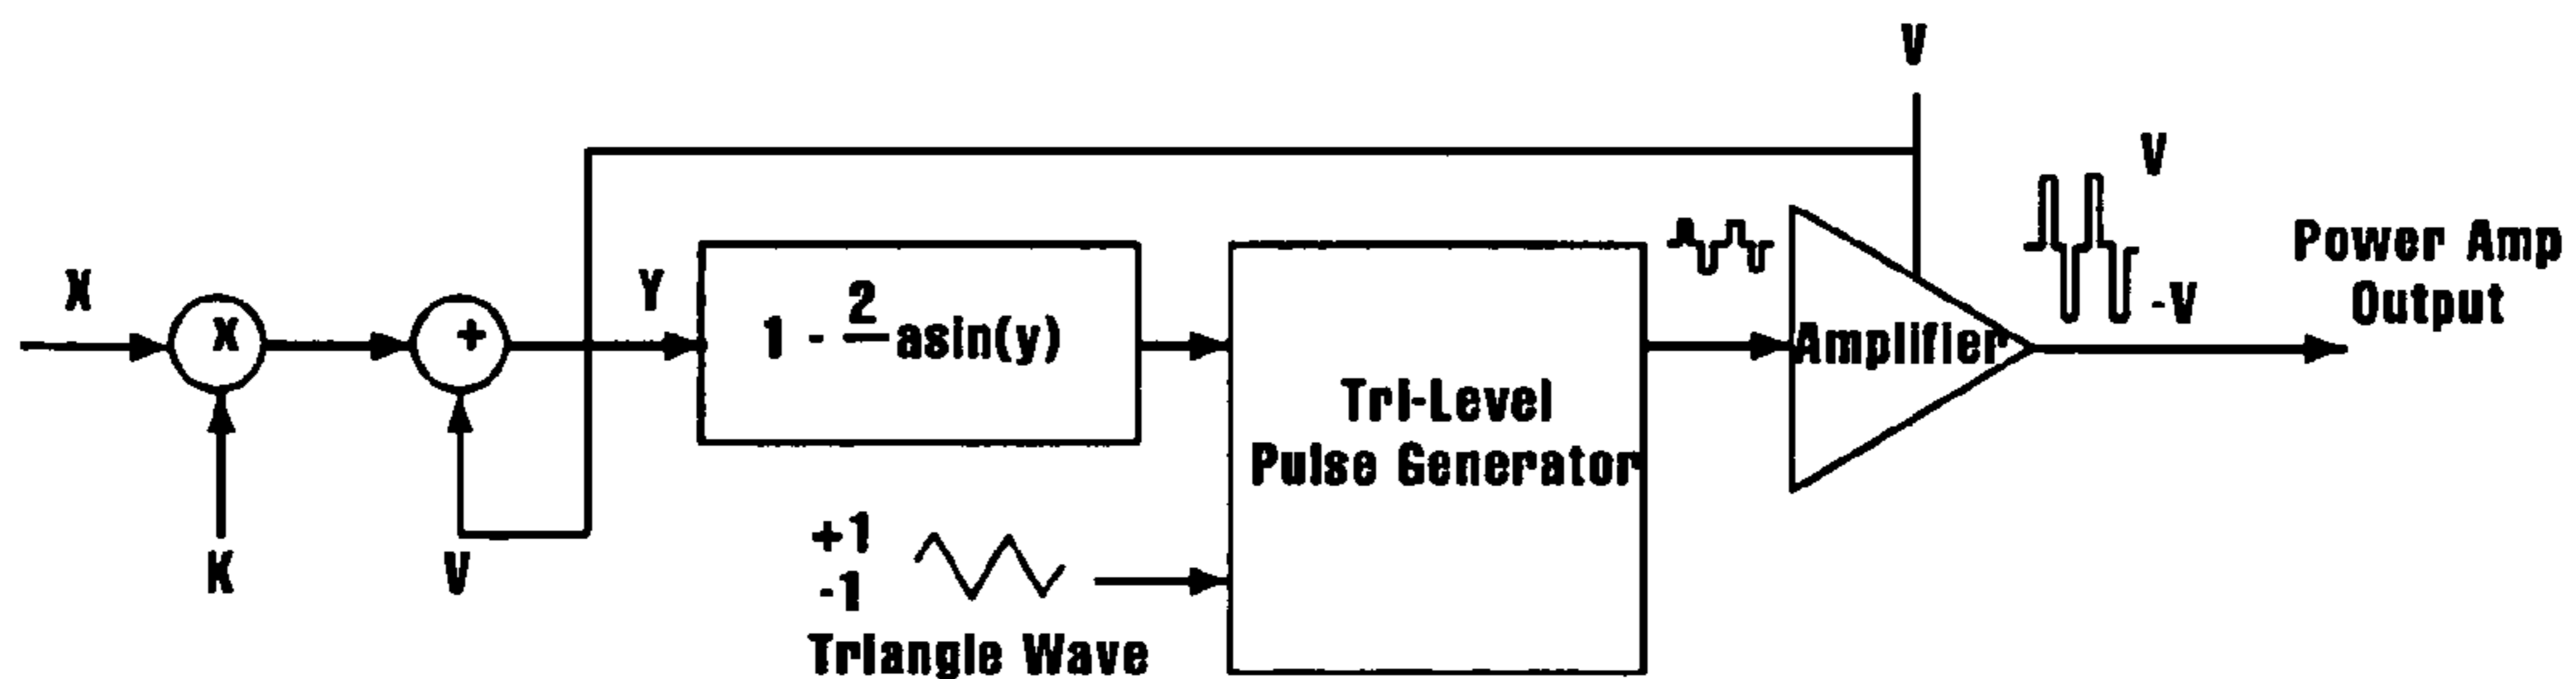 V
V
X
X
+
Y
1 - 2 asin(y)
Amplifier
-V
Power Amp
Output
Tri-Level
Pulse Generator
K
V
+1
-1
Triangle Wave